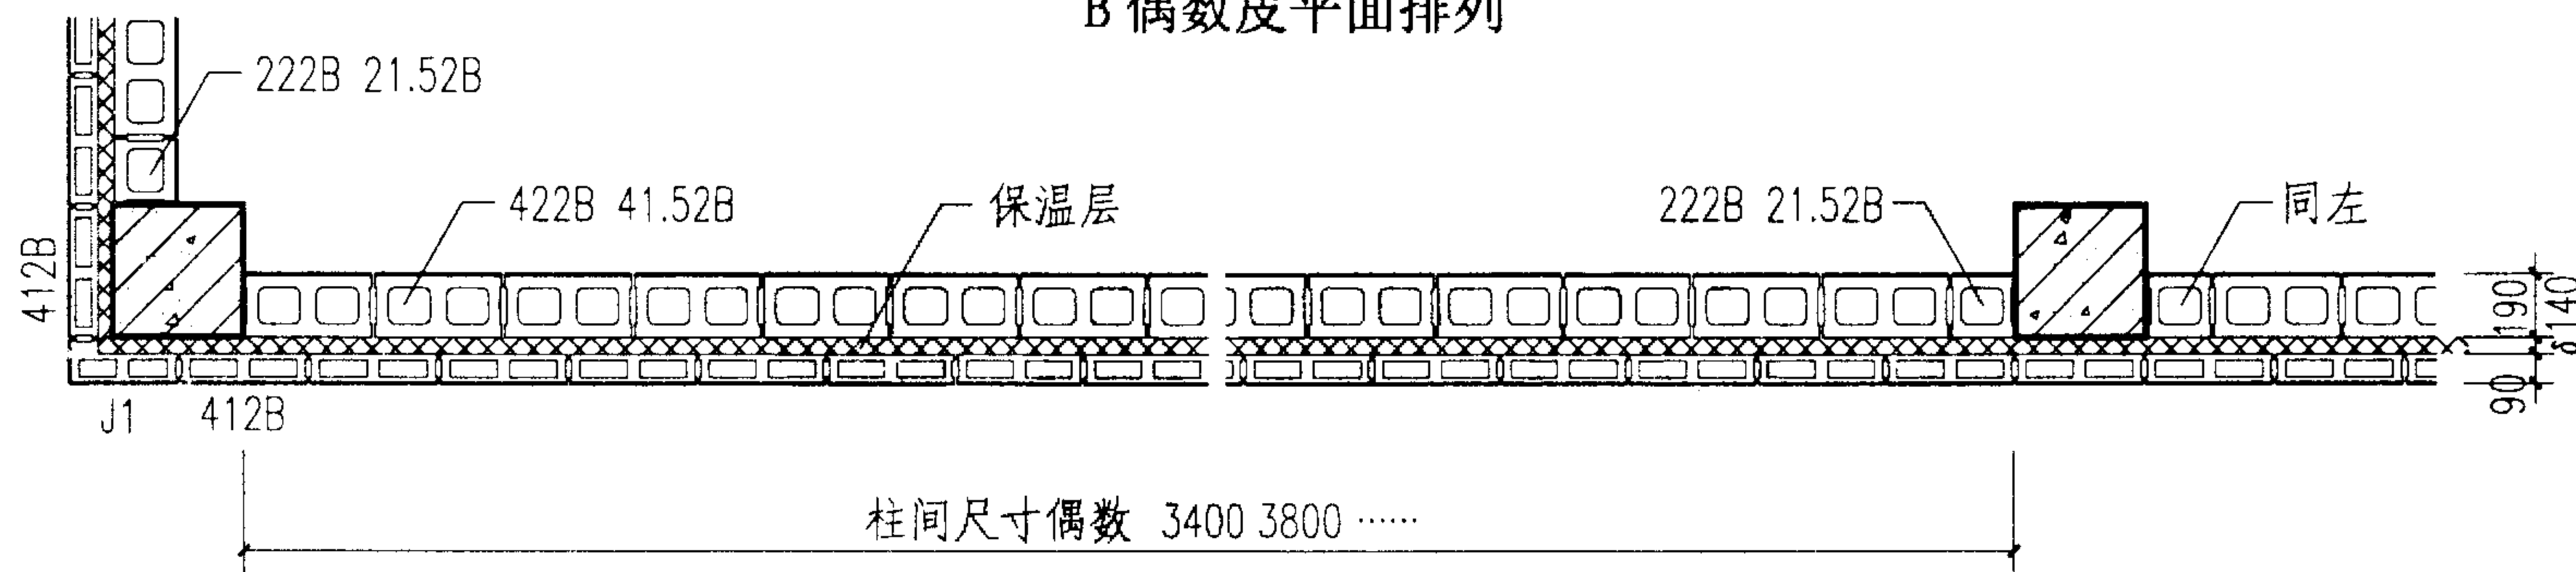 B 偶数皮平面排列
222B 21.52B
422B 41.52B
保温层
222B 21.52B
同左
412B
190
140
δ
90
J1
412B
柱间尺寸偶数 3400 3800 ······